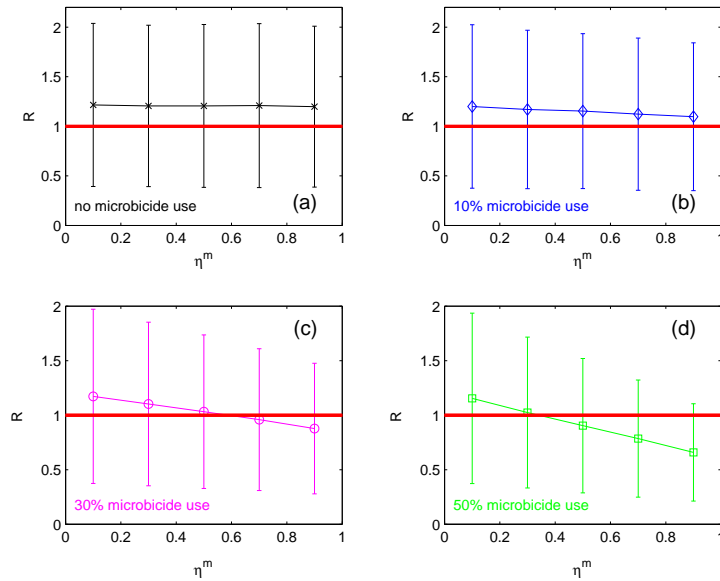 2
1.5
R
1
0.5
(a)
no microbicide use
0
0 0.2 0.4 0.6 0.8 1
η^m
2
1.5
R
1
0.5
(b)
10% microbicide use
0
0 0.2 0.4 0.6 0.8 1
η^m
2
(c)
1.5
R
1
0.5
30% microbicide use
0
0 0.2 0.4 0.6 0.8 1
η^m
2
(d)
1.5
R
1
0.5
50% microbicide use
0
0 0.2 0.4 0.6 0.8 1
η^m